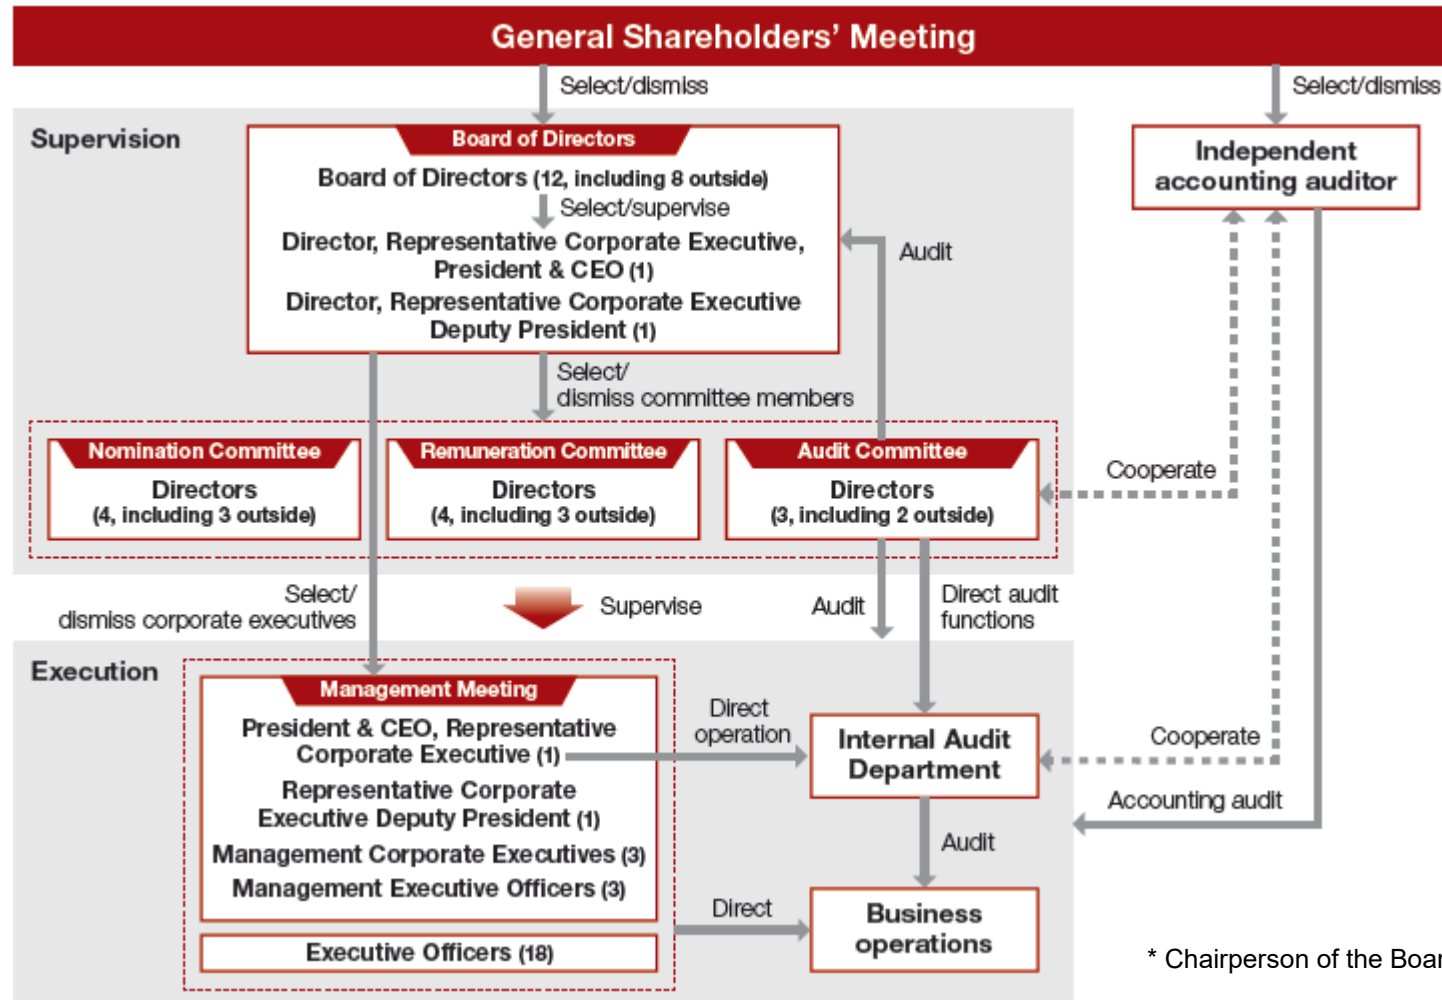 General Shareholders’ Meeting
Select/dismiss
Select/dismiss
Supervision
Board of Directors
Board of Directors (12, including 8 outside)
Select/supervise
Director, Representative Corporate Executive,
President & CEO (1)
Director, Representative Corporate Executive
Deputy President (1)
Audit
Independent
accounting auditor
Select/
dismiss committee members
Nomination Committee
Directors
(4, including 3 outside)
Remuneration Committee
Directors
(4, including 3 outside)
Audit Committee
Directors
(3, including 2 outside)
Cooperate
Select/
dismiss corporate executives
Supervise
Audit
Direct audit
functions
Execution
Management Meeting
President & CEO, Representative
Corporate Executive (1)
Representative Corporate
Executive Deputy President (1)
Management Corporate Executives (3)
Management Executive Officers (3)
Executive Officers (18)
Direct
operation
Internal Audit
Department
Cooperate
Accounting audit
Audit
Direct
Business
operations
* Chairperson of the Boar